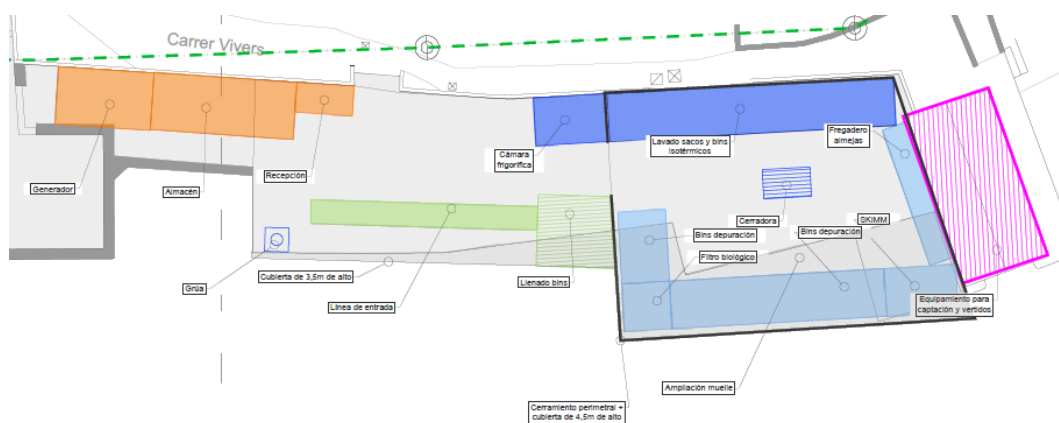 Carrer Vivers
Fregadero
almejas
Cámara
frigorífica
Lavado sacos y bins
isotérmicos
Generador
Almacén
Recepción
Cerradora
SKIMM
Bins depuración
Bins depuración
Filtro biológico
Cubierta de 3,5m de alto
Grúa
Línea de entrada
Llenado bins
Equipamiento para
captación y vertidos
Ampliación muelle
Cerramiento perimetral +
cubierta de 4,5m de alto